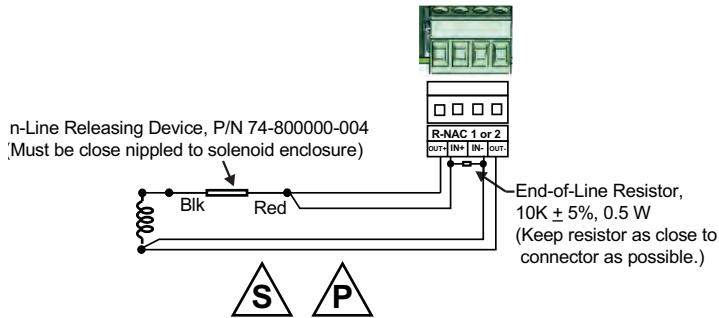 n-Line Releasing Device, P/N 74-800000-004
(Must be close nippled to solenoid enclosure)
R-NAC 1 or 2
OUT+ IN+ IN- OUT-
Blk
Red
End-of-Line Resistor,
10K ± 5%, 0.5 W
(Keep resistor as close to
connector as possible.)
S
P